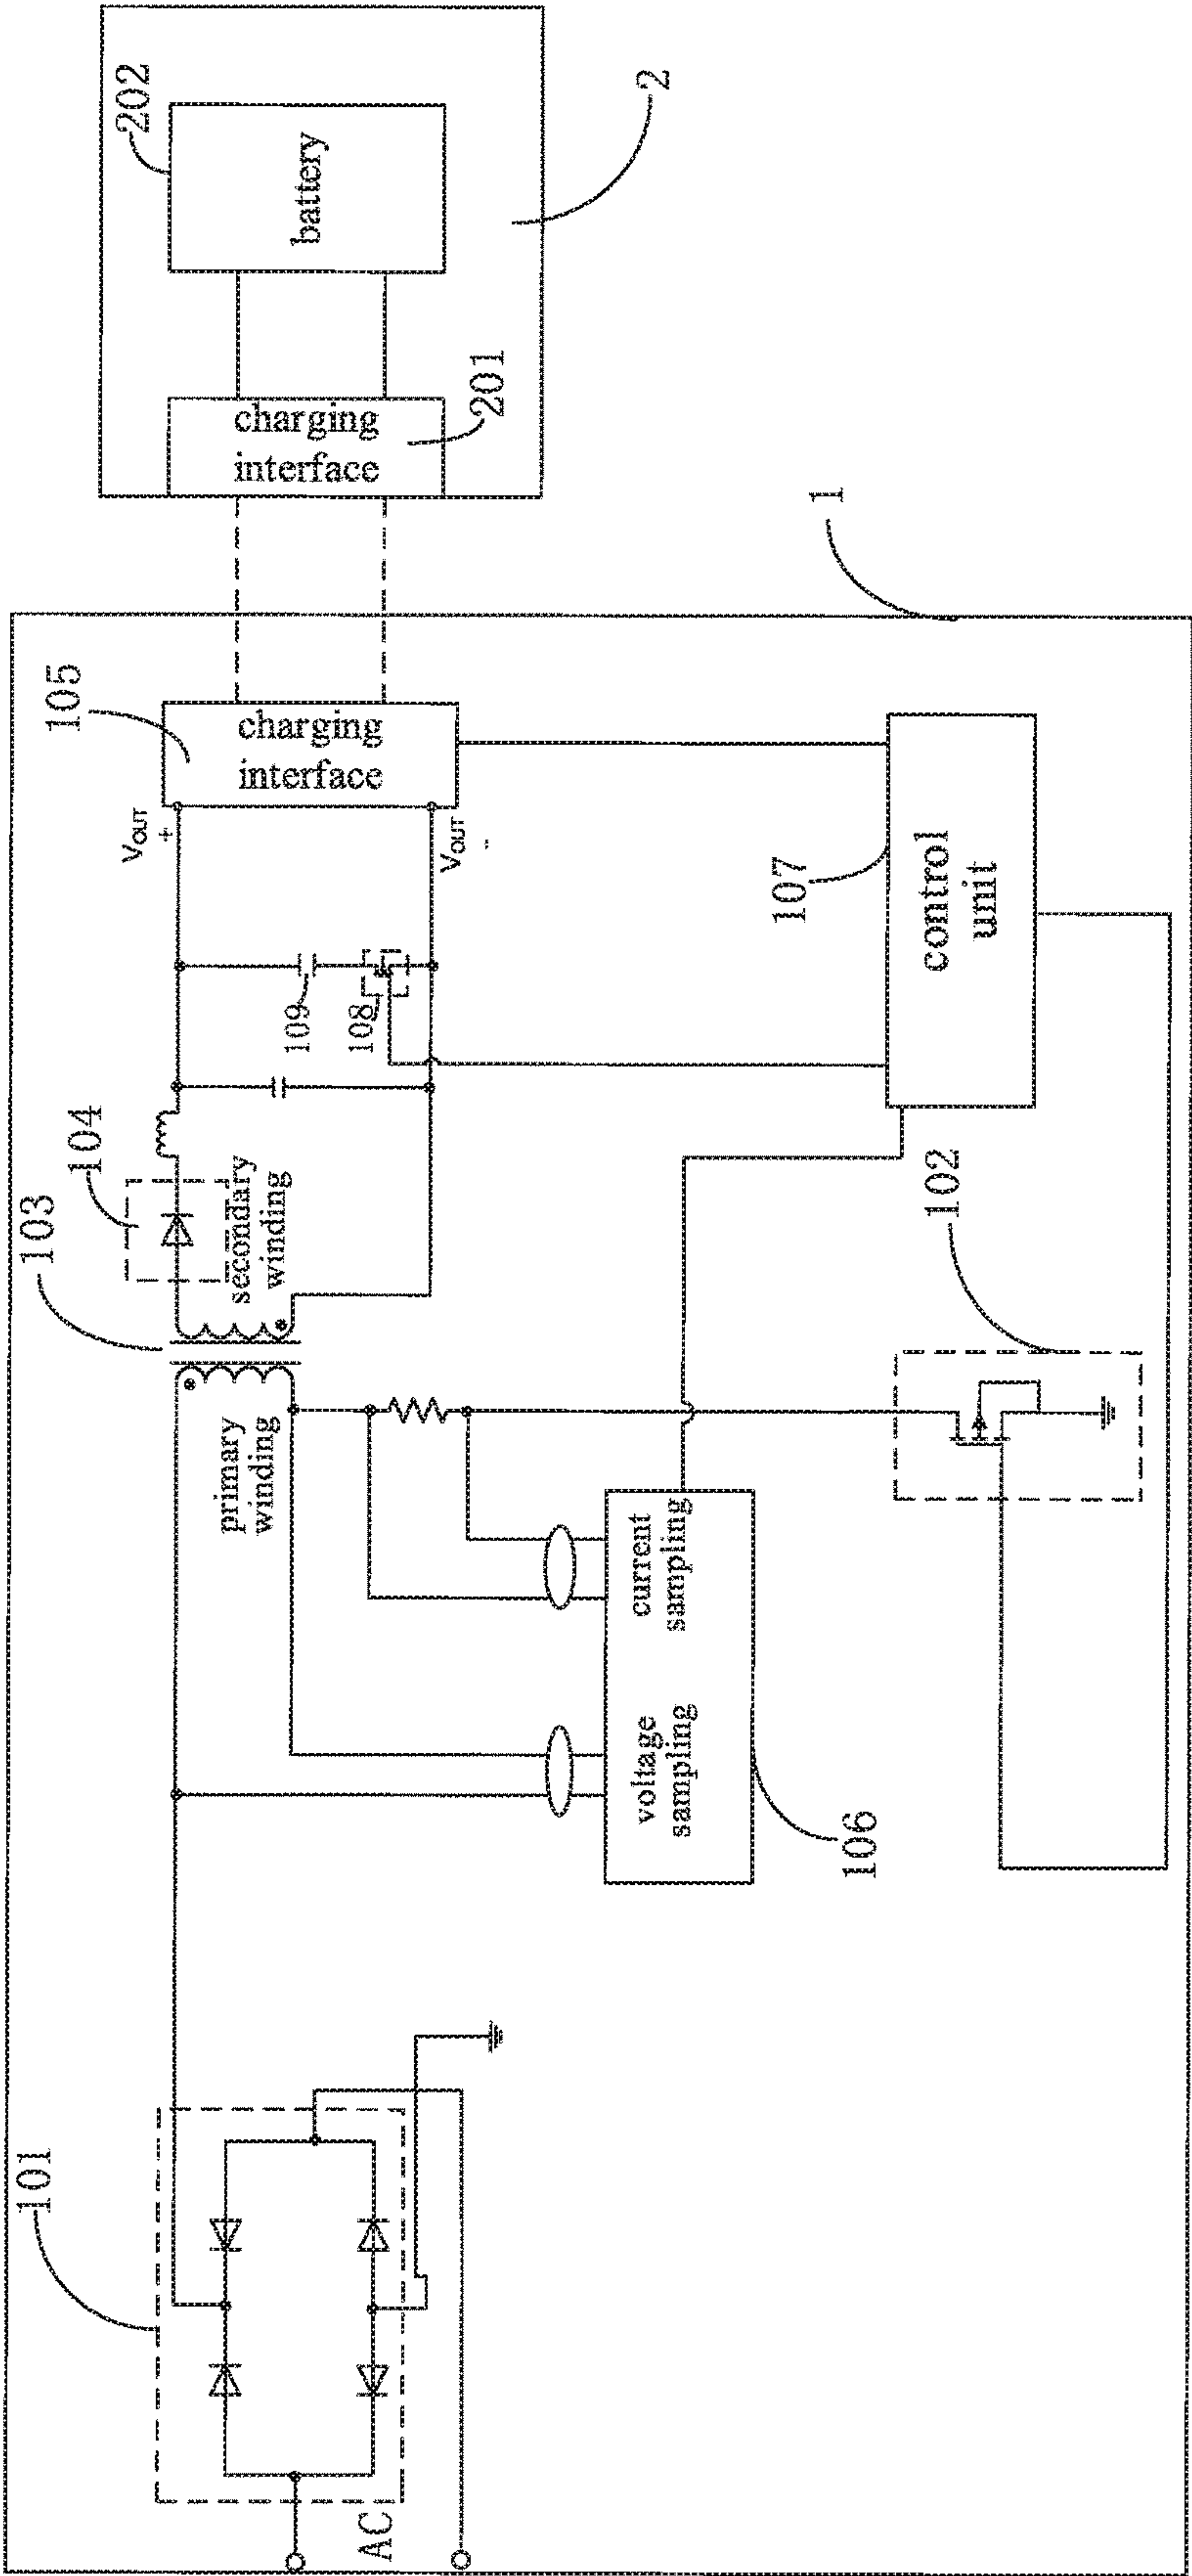 101
AC
103
104
primary
winding
secondary
winding
109
108
VOUT
+
VOUT
-
105
charging
interface
charging
interface
201
202
battery
2
1
voltage
sampling
current
sampling
106
102
107
control
unit